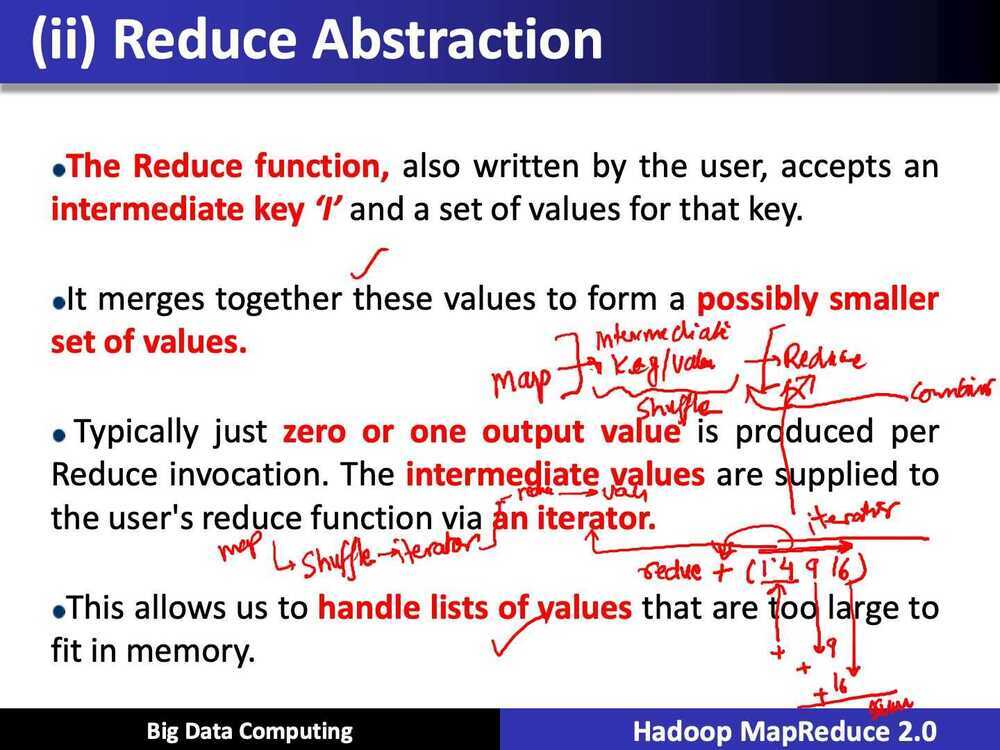 (ii) Reduce Abstraction
•The Reduce function, also written by the user, accepts an
intermediate key ‘I’ and a set of values for that key.
•It merges together these values to form a possibly smaller
set of values.
Intermediate
map
Key/value
Reduce
Shuffle
• Typically just zero or one output value is produced per
Reduce invocation. The intermediate values are supplied to
the user's reduce function via an iterator.
iterator
map
Shuffle
iterator
reduce + (1 4 9 16)
•This allows us to handle lists of values that are too large to
fit in memory.
+
+ 9
+ 16
Big Data Computing
Hadoop MapReduce 2.0